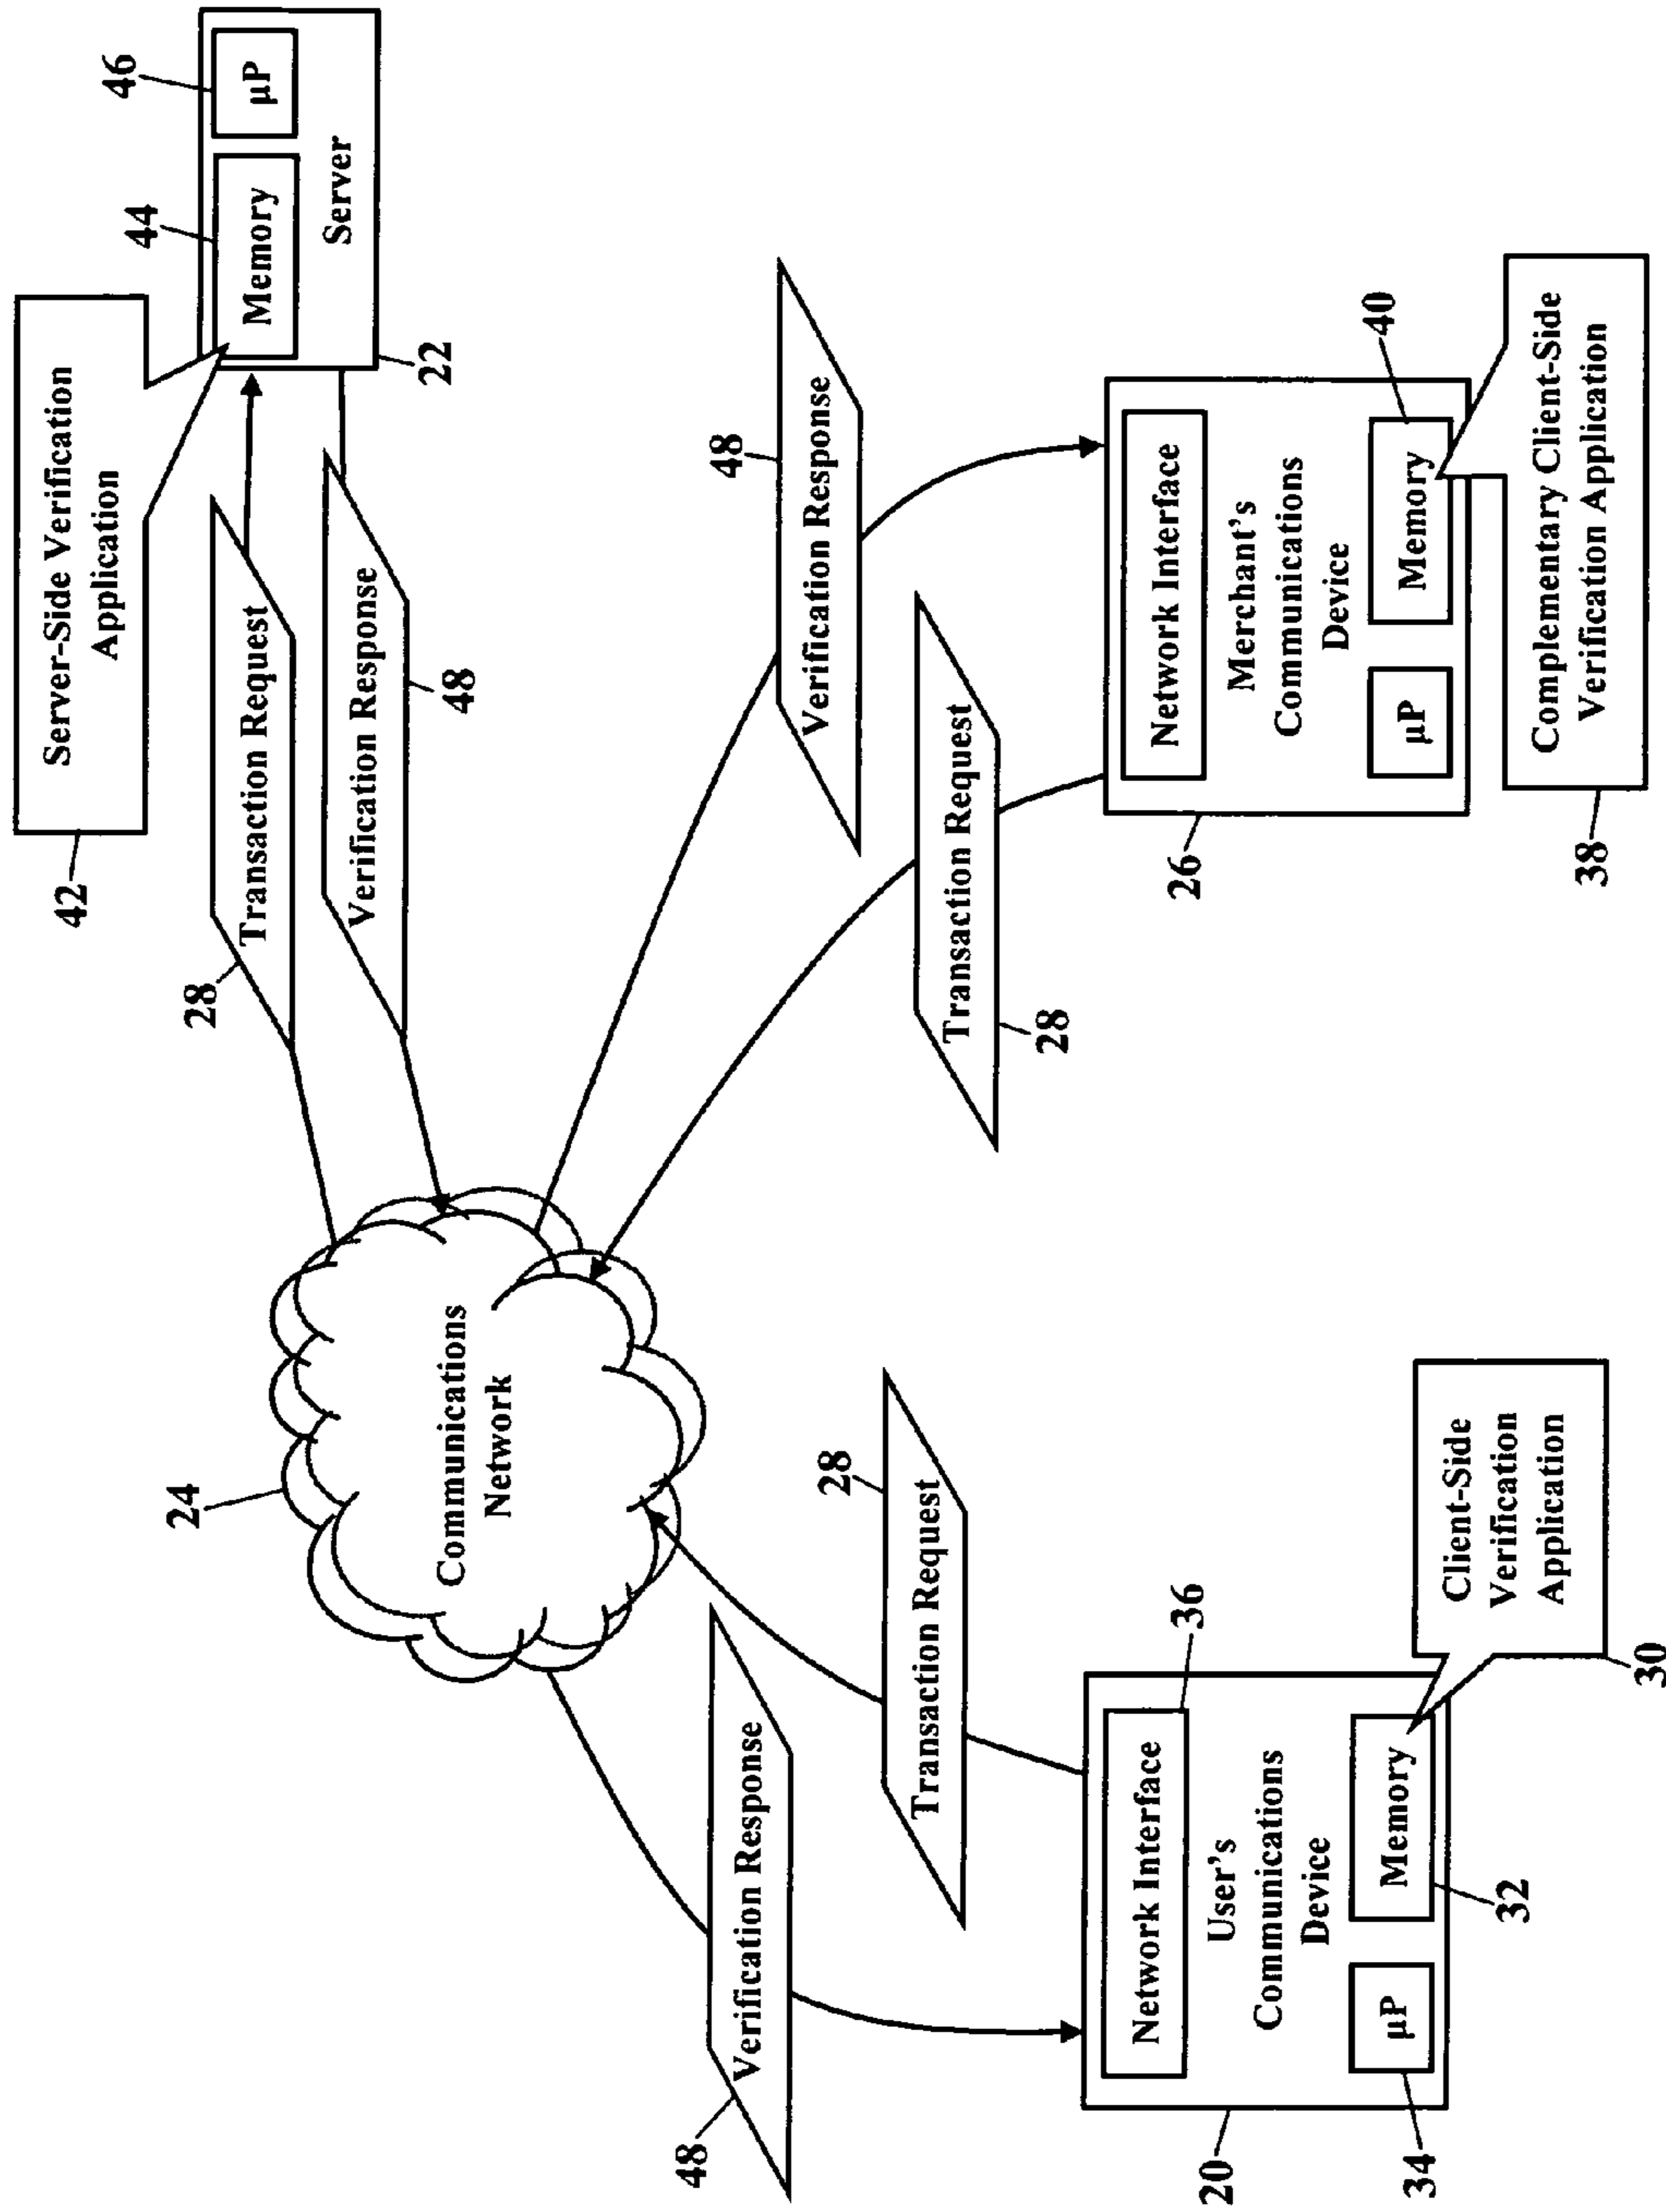 24
Communications
Network
28
Transaction Request
Verification Response
48
42
Server-Side Verification
Application
44
46
Memory
µP
Server
22
48
Verification Response
Transaction Request
28
48
Verification Response
Transaction Request
28
36
Network Interface
User's
Communications
Device
µP
Memory
20
34
32
Client-Side
Verification
Application
30
26
Network Interface
Merchant's
Communications
Device
µP
Memory
40
Complementary Client-Side
Verification Application
38